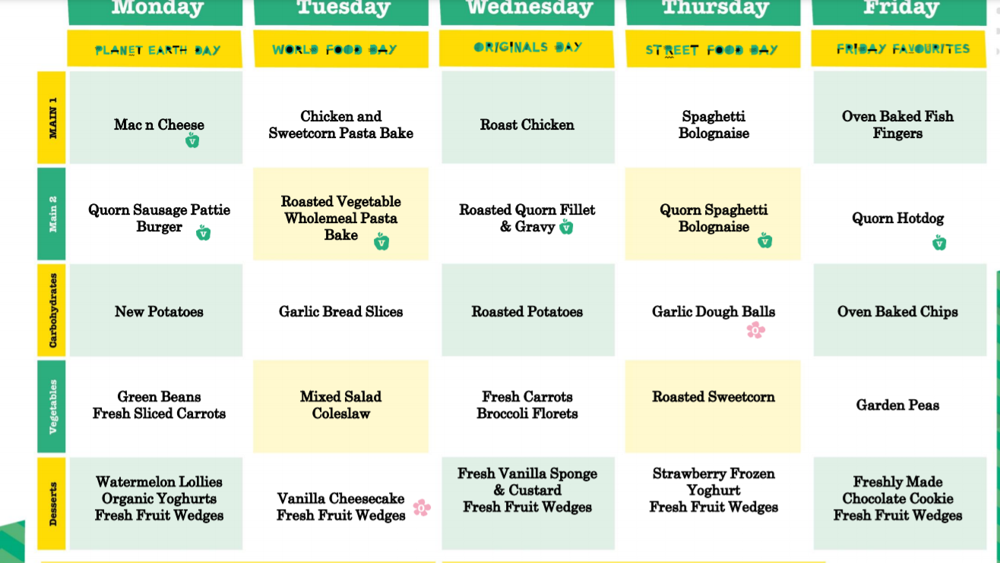 Monday
Tuesday
Wednesday
Thursday
Friday
PLANET EARTH DAY
WORLD FOOD DAY
ORIGINALS DAY
STREET FOOD DAY
FRIDAY FAVOURITES
MAIN 1
Mac n Cheese
V
Chicken and
Sweetcorn Pasta Bake
Roast Chicken
Spaghetti
Bolognaise
Oven Baked Fish
Fingers
Main 2
Quorn Sausage Pattie
Burger V
Roasted Vegetable
Wholemeal Pasta
Bake V
Roasted Quorn Fillet
& Gravy V
Quorn Spaghetti
Bolognaise
V
Quorn Hotdog
V
Carbohydrates
New Potatoes
Garlic Bread Slices
Roasted Potatoes
Garlic Dough Balls
O
Oven Baked Chips
Vegetables
Green Beans
Fresh Sliced Carrots
Mixed Salad
Coleslaw
Fresh Carrots
Broccoli Florets
Roasted Sweetcorn
Garden Peas
Desserts
Watermelon Lollies
Organic Yoghurts
Fresh Fruit Wedges
Vanilla Cheesecake
Fresh Fruit Wedges O
Fresh Vanilla Sponge
& Custard
Fresh Fruit Wedges
Strawberry Frozen
Yoghurt
Fresh Fruit Wedges
Freshly Made
Chocolate Cookie
Fresh Fruit Wedges